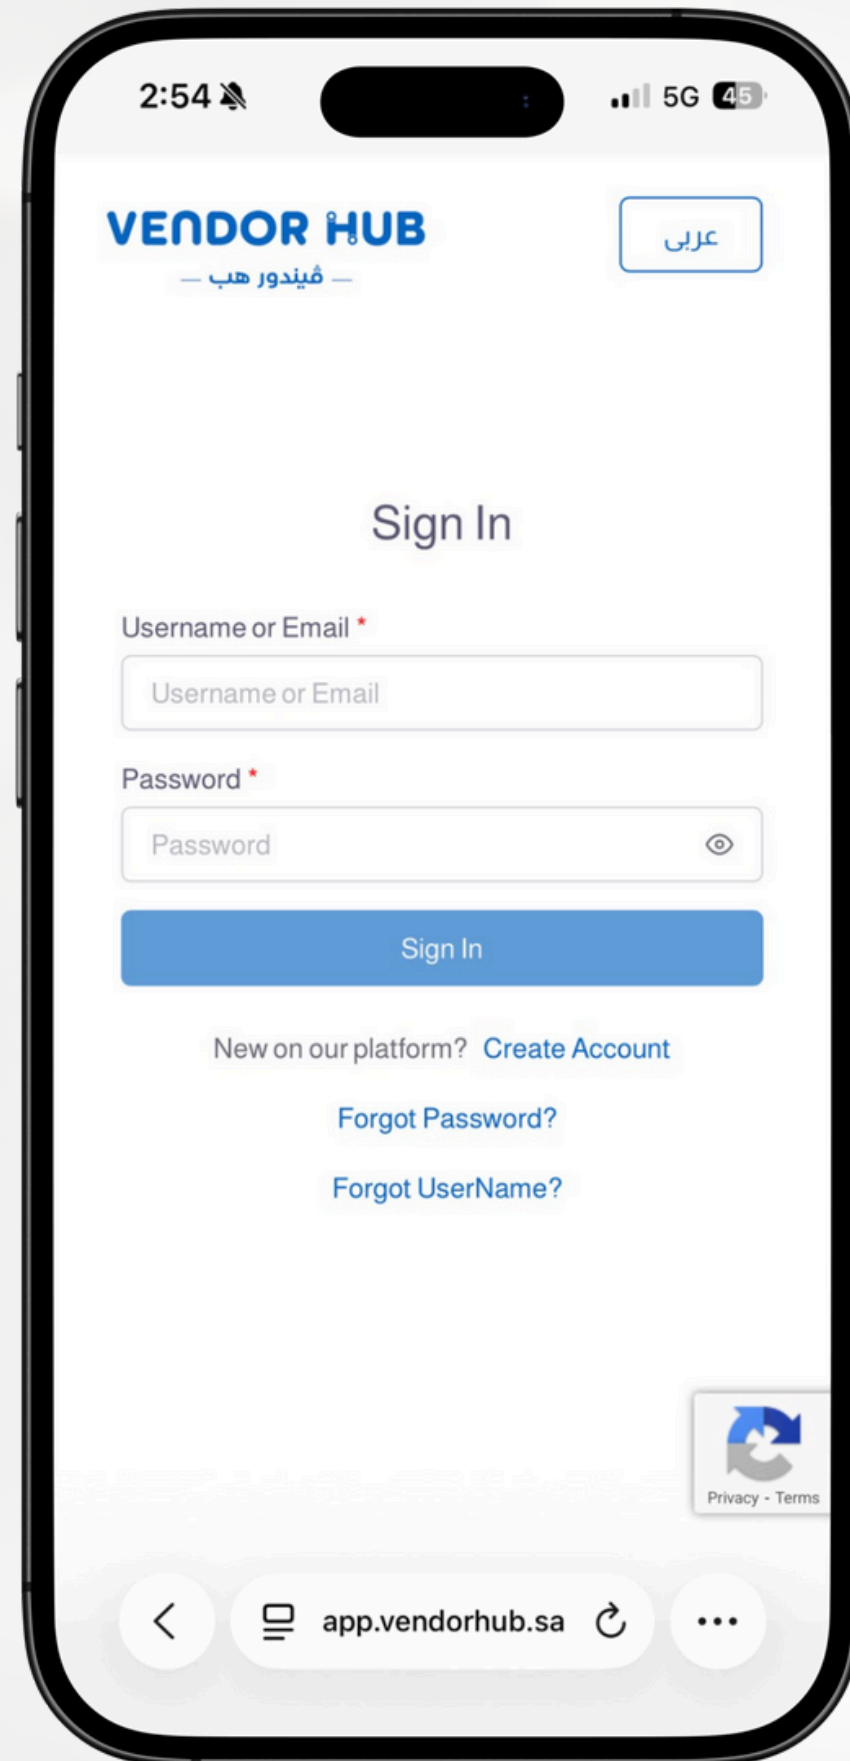 2:54
5G 45
VENDOR HUB
عربى
— ڤيندور هب —
Sign In
Username or Email *
Username or Email
Password *
Password
Sign In
New on our platform? Create Account
Forgot Password?
Forgot UserName?
Privacy - Terms
app.vendorhub.sa